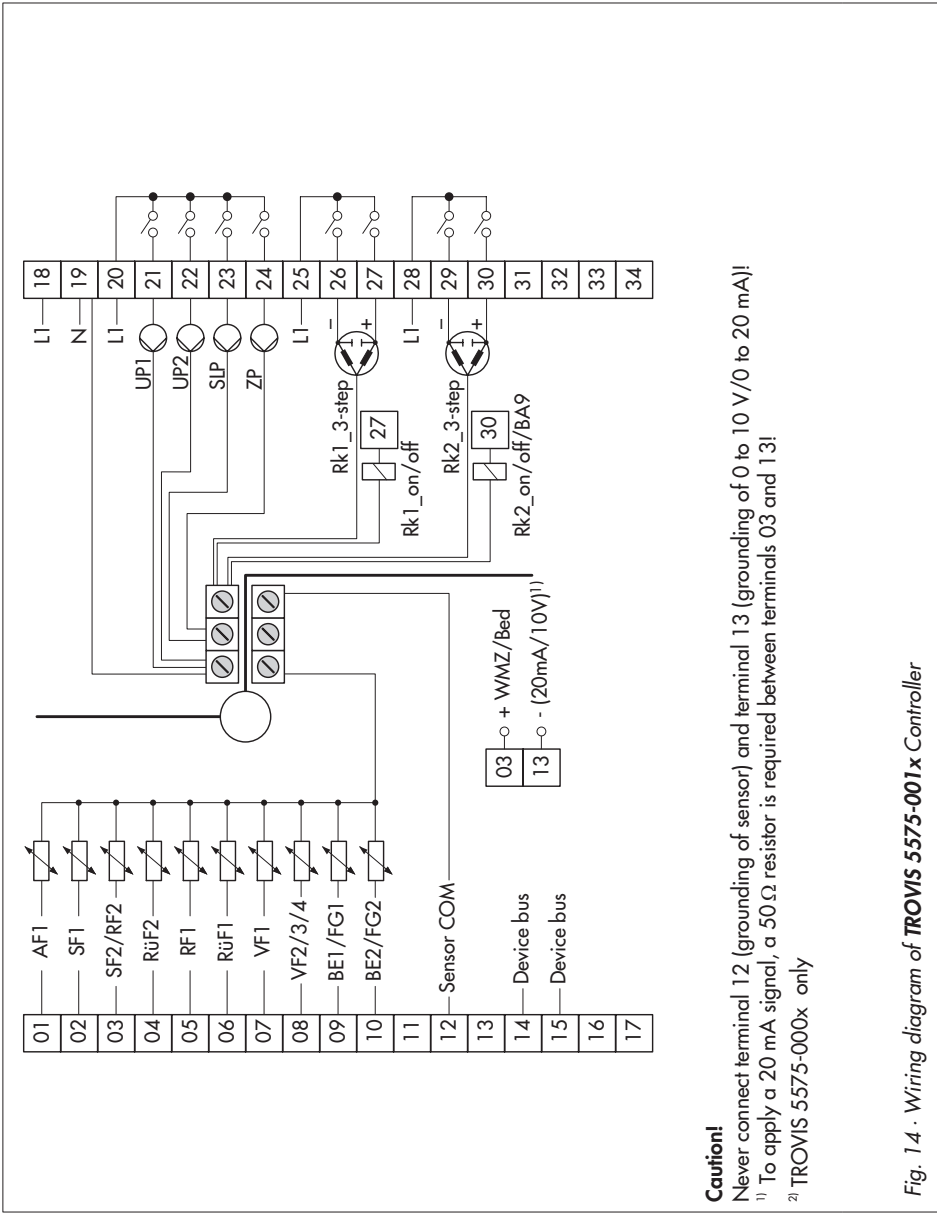 18
19
20
21
22
23
24
25
26
27
28
29
30
31
32
33
34
L1
N
L1
UP1
UP2
SLP
ZP
L1
–
+
L1
–
+
Rk1_3-step
27
Rk1_on/off
Rk2_3-step
30
Rk2_on/off/BA9
03
+ WMZ/Bed
13
- (20mA/10V)¹⁾
AF1
SF1
SF2/RF2
RüF2
RF1
RüF1
VF1
VF2/3/4
BE1/FG1
BE2/FG2
Sensor COM
Device bus
Device bus
01
02
03
04
05
06
07
08
09
10
11
12
13
14
15
16
17
Caution!
Never connect terminal 12 (grounding of sensor) and terminal 13 (grounding of 0 to 10 V/0 to 20 mA)!
¹⁾ To apply a 20 mA signal, a 50 Ω resistor is required between terminals 03 and 13!
²⁾ TROVIS 5575-000x only
Fig. 14 · Wiring diagram of TROVIS 5575-001x Controller